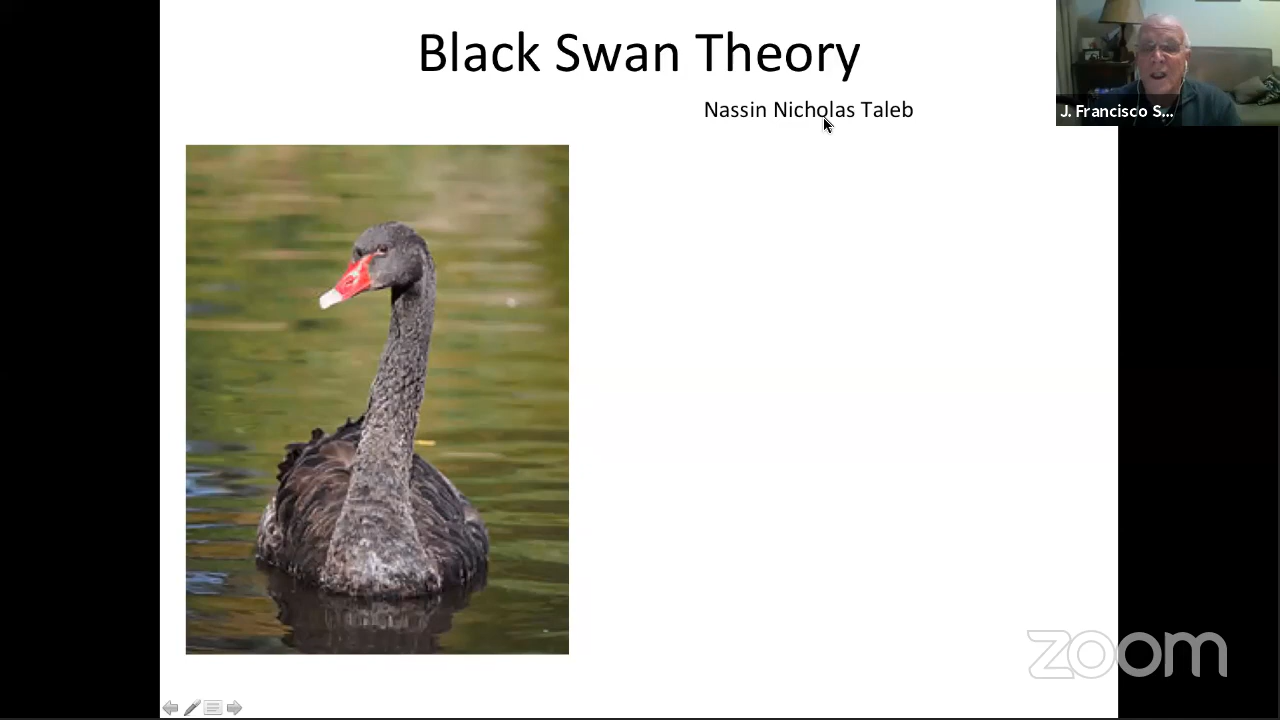 Black Swan Theory
Nassin Nicholas Taleb
J. Francisco S...
zoom